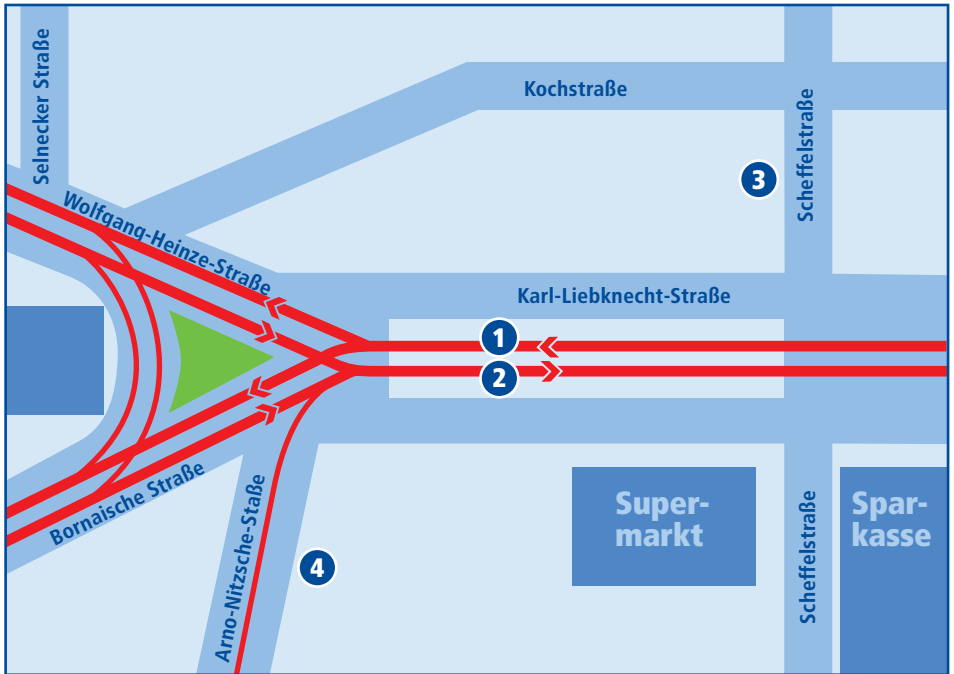 Selnecker Straße
Kochstraße
Scheffelstraße
3
Wolfgang-Heinze-Straße
Karl-Liebknecht-Straße
1
2
Bornaische Straße
Arno-Nitzsche-Staße
4
Super-
markt
Scheffelstraße
Spar-
kasse